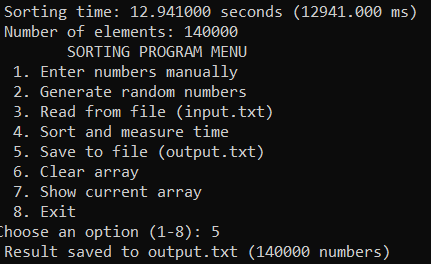 Sorting time: 12.941000 seconds (12941.000 ms)
Number of elements: 140000
SORTING PROGRAM MENU
1. Enter numbers manually
2. Generate random numbers
3. Read from file (input.txt)
4. Sort and measure time
5. Save to file (output.txt)
6. Clear array
7. Show current array
8. Exit
Choose an option (1-8): 5
Result saved to output.txt (140000 numbers)